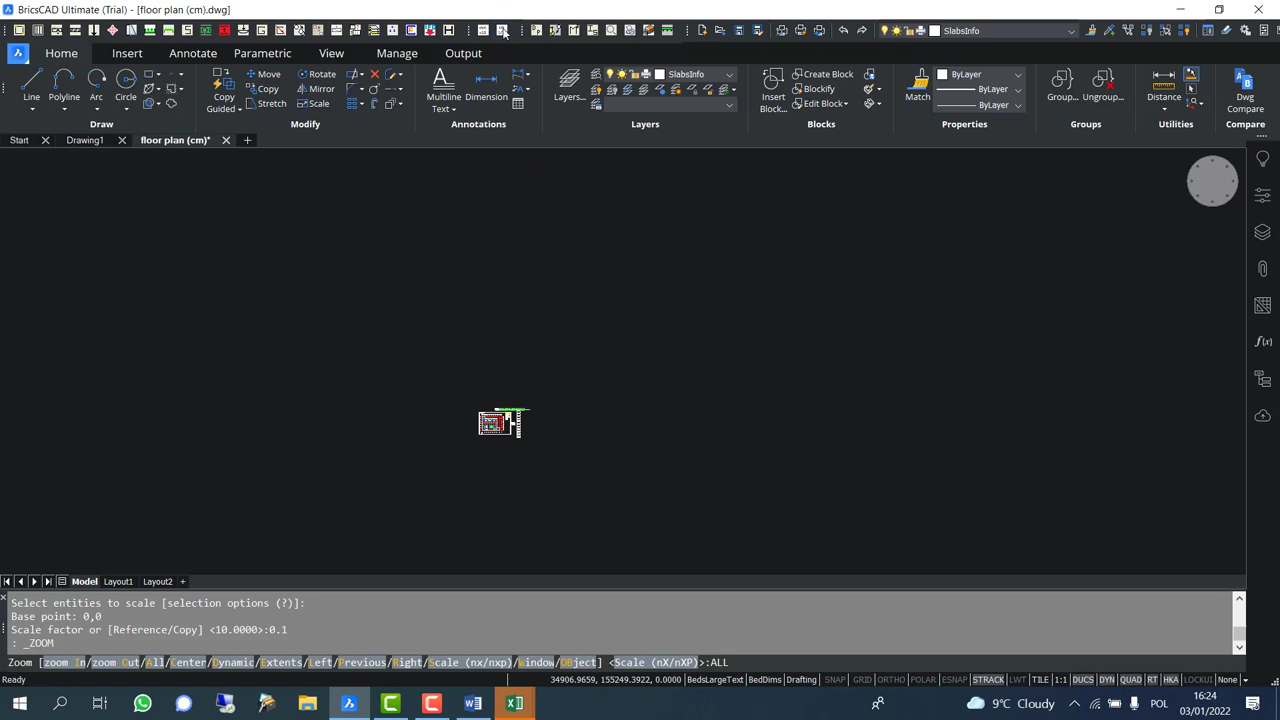 BricsCAD Ultimate (Trial) - [floor plan (cm).dwg]
SlabsInfo
Home Insert Annotate Parametric View Manage Output
Line Polyline Arc Circle
Copy Guided
Move
Copy
Stretch
Rotate
Mirror
Scale
Multiline Text
Dimension
Layers...
SlabsInfo
Insert Block...
Create Block
Blockify
Edit Block
Match
ByLayer
ByLayer
ByLayer
Group... Ungroup...
Distance
Dwg Compare
Draw Modify Annotations Layers Blocks Properties Groups Utilities Compare
Start Drawing1 floor plan (cm)*
Model Layout1 Layout2
Select entities to scale [selection options (?)]:
Base point: 0,0
Scale factor or [Reference/Copy] <10.0000>:0.1
: _ZOOM
Zoom [zoom In/zoom Out/All/Center/Dynamic/Extents/Left/Previous/Right/Scale (nx/nxp)/Window/OBject] <Scale (nX/nXP)>:ALL
Ready 34906.9659, 155249.3922, 0.0000 BedsLargeText BedDims Drafting SNAP GRID ORTHO POLAR ESNAP STRACK LWT TILE 1:1 DUCS DYN QUAD RT HKA LOCKUI None
9°C Cloudy POL
16:24
03/01/2022